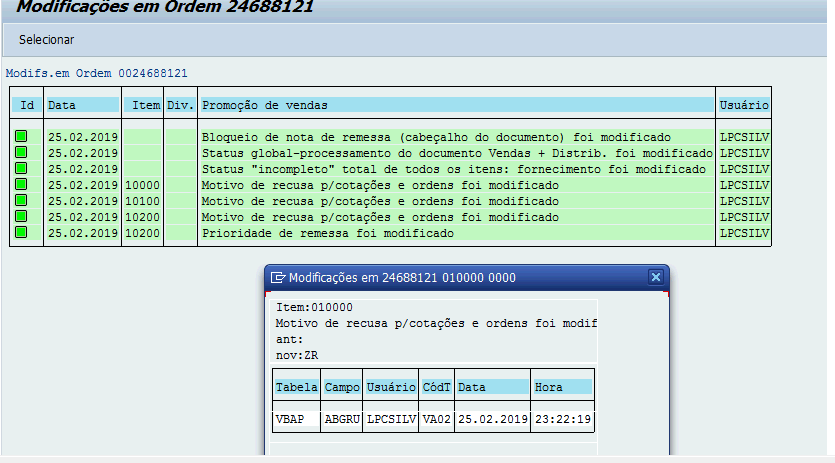 Modificações em Ordem 24688121
Selecionar
Modifs.em Ordem 0024688121
Id Data Item Div. Promoção de vendas Usuário
25.02.2019 Bloqueio de nota de remessa (cabeçalho do documento) foi modificado LPCSILV
25.02.2019 Status global-processamento do documento Vendas + Distrib. foi modificado LPCSILV
25.02.2019 Status "incompleto" total de todos os itens: fornecimento foi modificado LPCSILV
25.02.2019 10000 Motivo de recusa p/cotações e ordens foi modificado LPCSILV
25.02.2019 10100 Motivo de recusa p/cotações e ordens foi modificado LPCSILV
25.02.2019 10200 Motivo de recusa p/cotações e ordens foi modificado LPCSILV
25.02.2019 10200 Prioridade de remessa foi modificado LPCSILV
Modificações em 24688121 010000 0000
Item:010000
Motivo de recusa p/cotações e ordens foi modif
ant:
nov:ZR
Tabela Campo Usuário CódT Data Hora
VBAP ABGRU LPCSILV VA02 25.02.2019 23:22:19